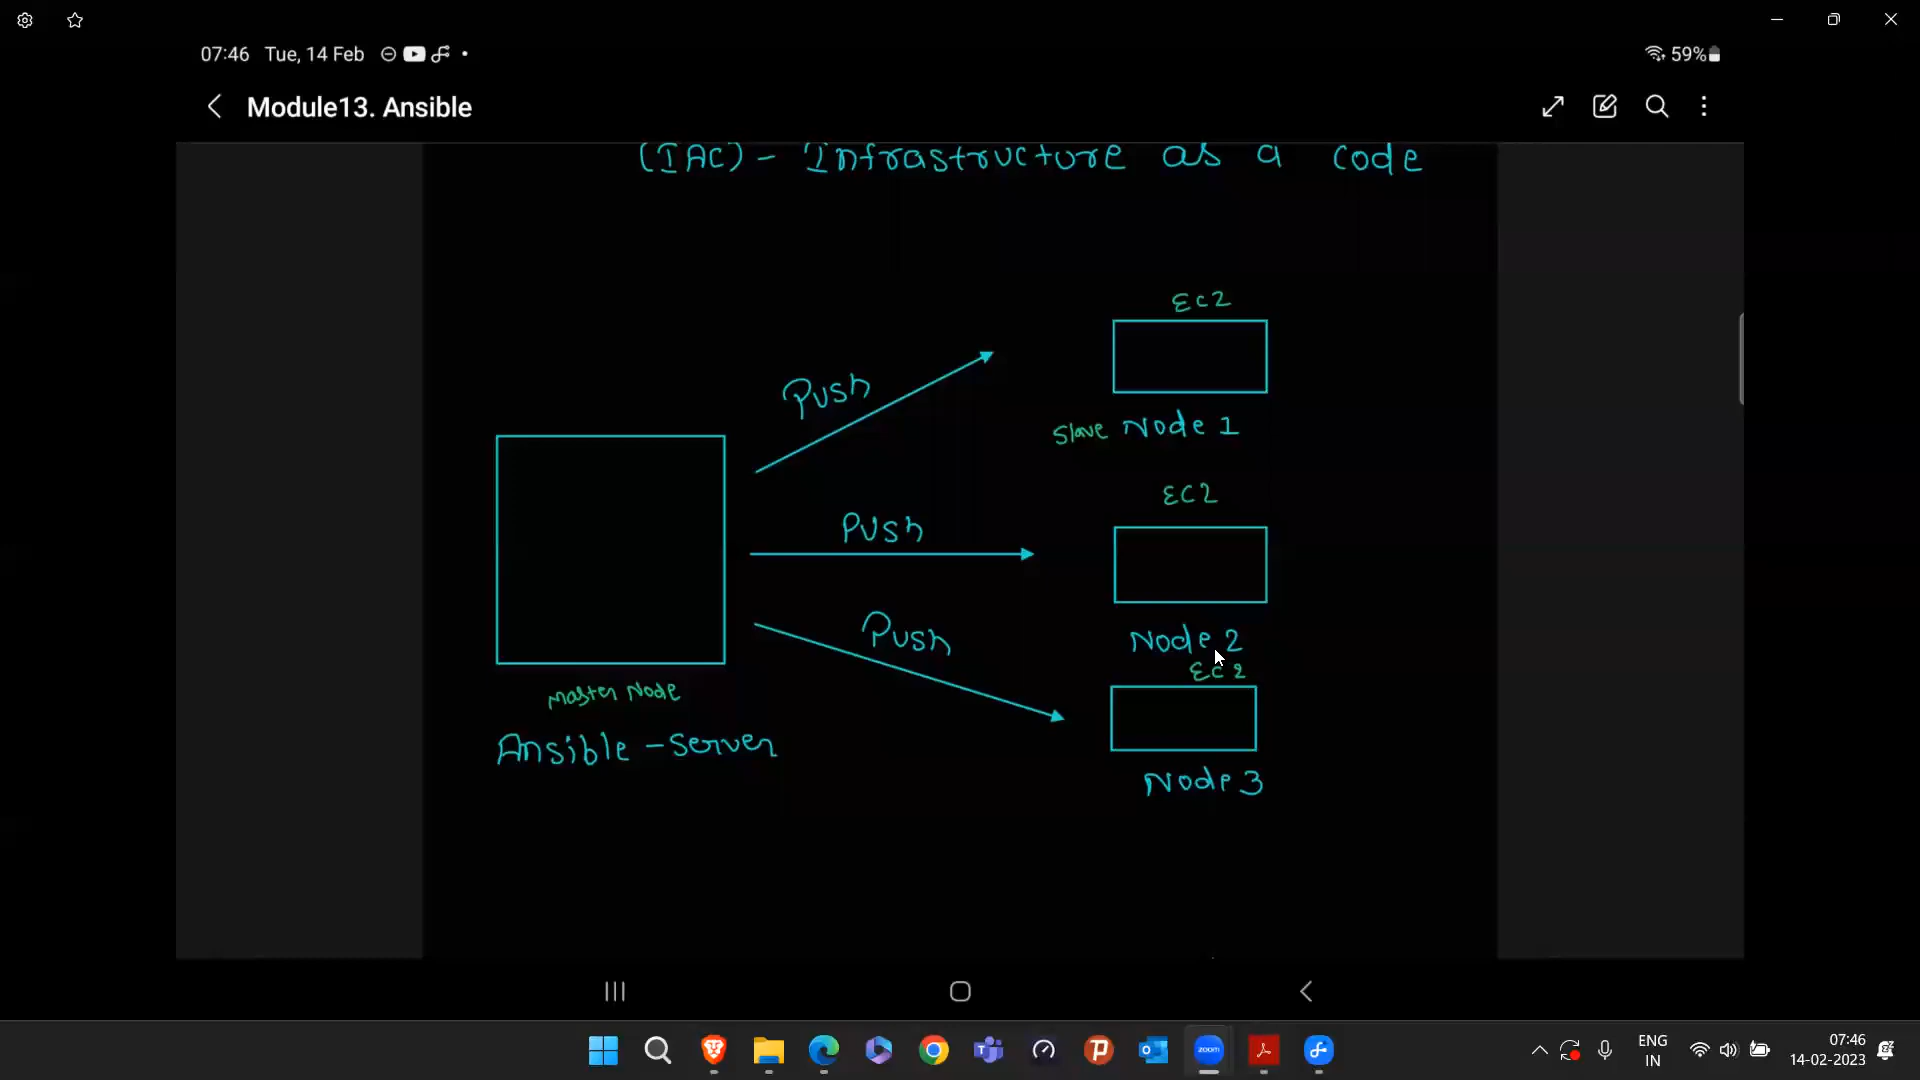 07:46 Tue, 14 Feb
59%
Module13. Ansible
(IAC) - Infrastructure as a code
EC2
Push
Slave Node 1
EC2
Push
Push
Node 2
EC2
Master Node
Ansible - Server
Node 3
zoom
ENG
IN
07:46
14-02-2023